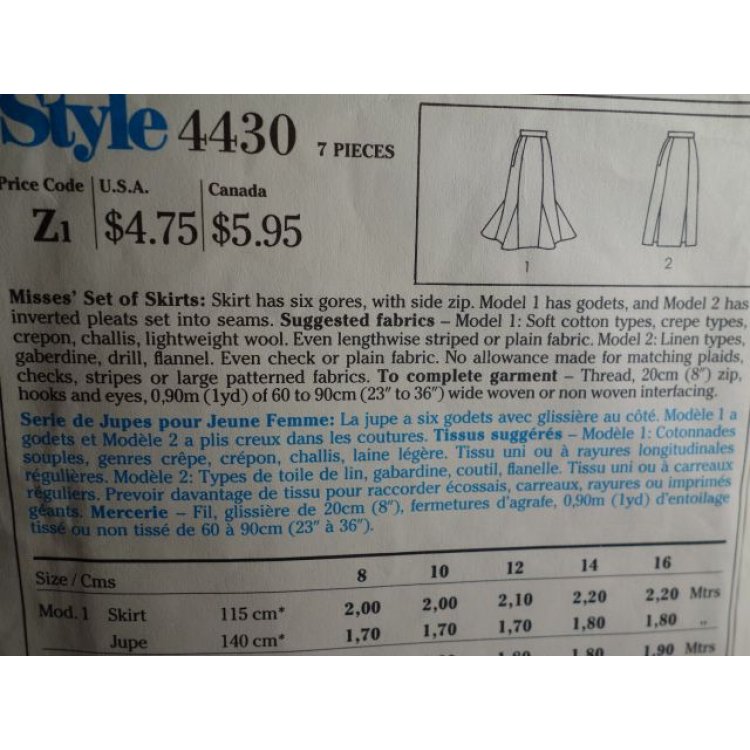 Style 4430 7 PIECES
Price Code U.S.A. Canada
Z1 $4.75 $5.95
1 2
Misses' Set of Skirts: Skirt has six gores, with side zip. Model 1 has godets, and Model 2 has
inverted pleats set into seams. Suggested fabrics – Model 1: Soft cotton types, crepe types,
crepon, challis, lightweight wool. Even lengthwise striped or plain fabric. Model 2: Linen types,
gaberdine, drill, flannel. Even check or plain fabric. No allowance made for matching plaids,
checks, stripes or large patterned fabrics. To complete garment – Thread, 20cm (8″) zip,
hooks and eyes, 0,90m (1yd) of 60 to 90cm (23″ to 36″) wide woven or non woven interfacing.
Serie de Jupes pour Jeune Femme: La jupe a six godets avec glissière au côté. Modèle 1 a
godets et Modèle 2 a plis creux dans les coutures. Tissus suggérés – Modèle 1: Cotonnades
souples, genres crêpe, crépon, challis, laine légère. Tissu uni ou à rayures longitudinales
régulières. Modèle 2: Types de toile de lin, gabardine, coutil, flanelle. Tissu uni ou à carreaux
réguliers. Prevoir davantage de tissu pour raccorder écossais, carreaux, rayures ou imprimés
géants. Mercerie – Fil, glissière de 20cm (8″), fermetures d'agrafe, 0,90m (1yd) d'entoilage
tissé ou non tissé de 60 à 90cm (23″ à 36″).
Size / Cms 8 10 12 14 16
Mod. 1 Skirt 115 cm* 2,00 2,00 2,10 2,20 2,20 Mtrs
Jupe 140 cm* 1,70 1,70 1,70 1,80 1,80 „
1,80 1,90 Mtrs